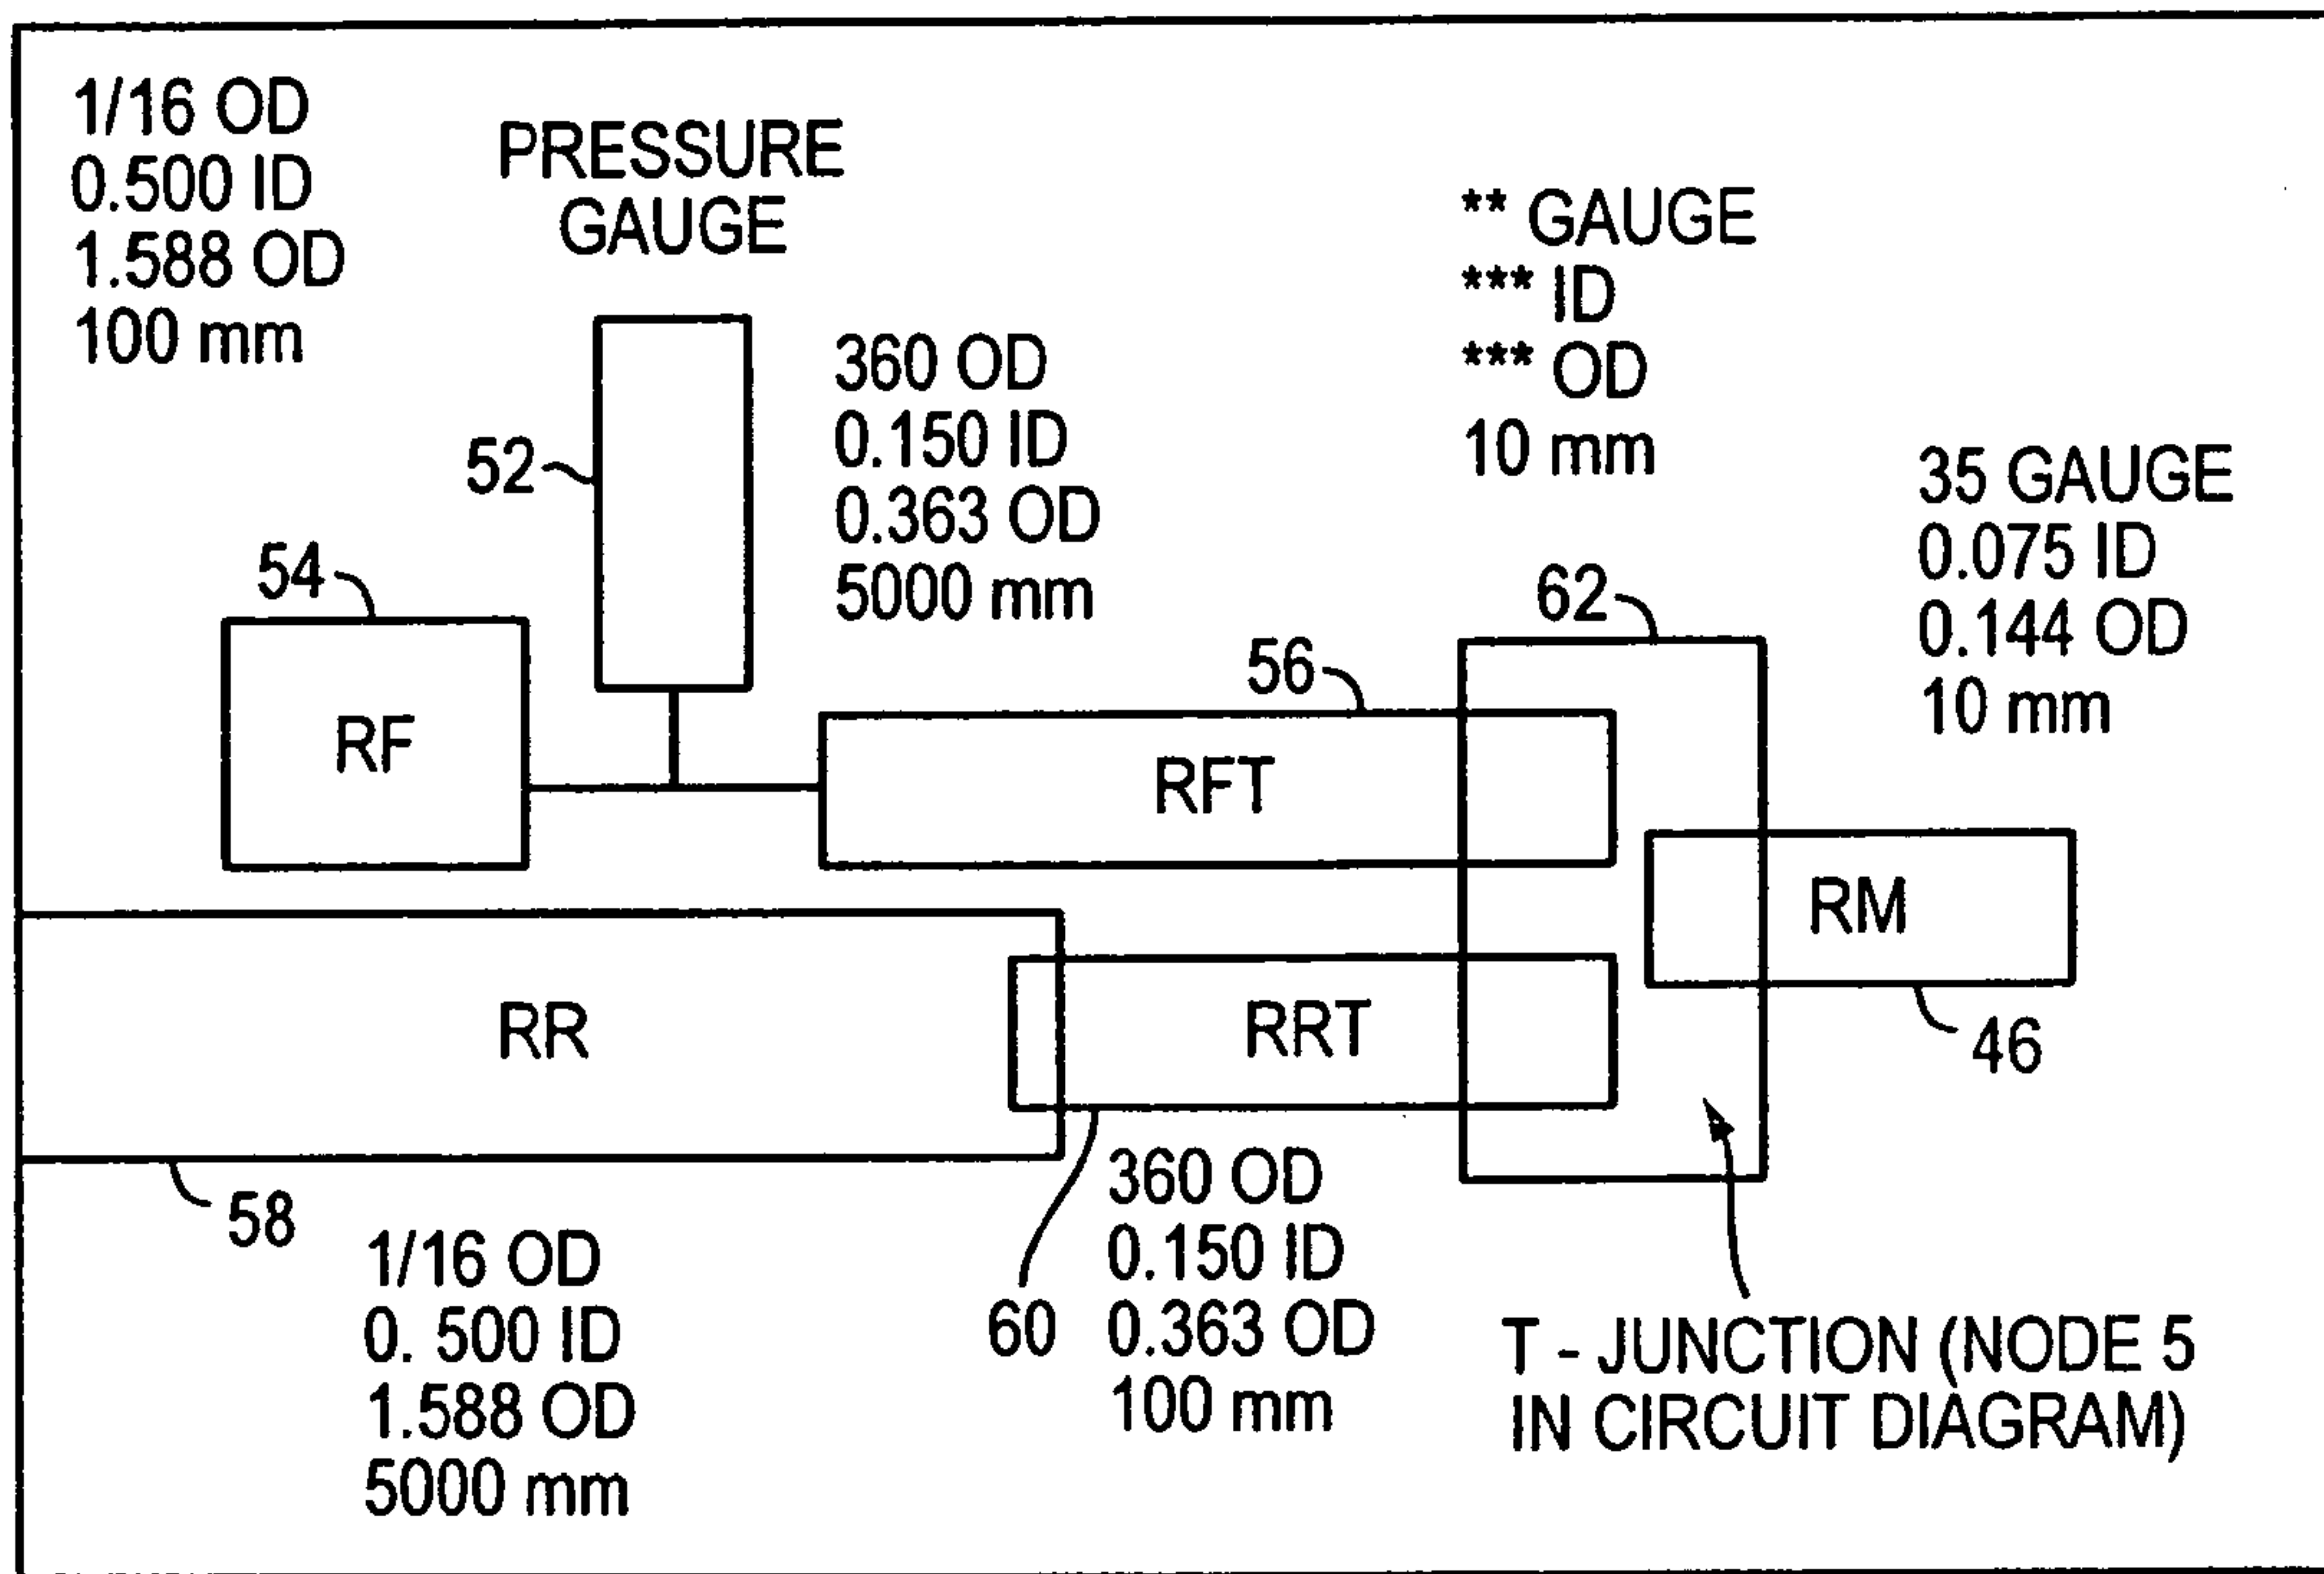 1/16 OD
0.500 ID
1.588 OD
100 mm
PRESSURE
GAUGE
** GAUGE
*** ID
*** OD
10 mm
360 OD
0.150 ID
0.363 OD
5000 mm
35 GAUGE
0.075 ID
0.144 OD
10 mm
52
54
62
56
RF
RFT
RM
RR
RRT
46
58
60
1/16 OD
0. 500 ID
1.588 OD
5000 mm
360 OD
0.150 ID
0.363 OD
100 mm
T - JUNCTION (NODE 5
IN CIRCUIT DIAGRAM)